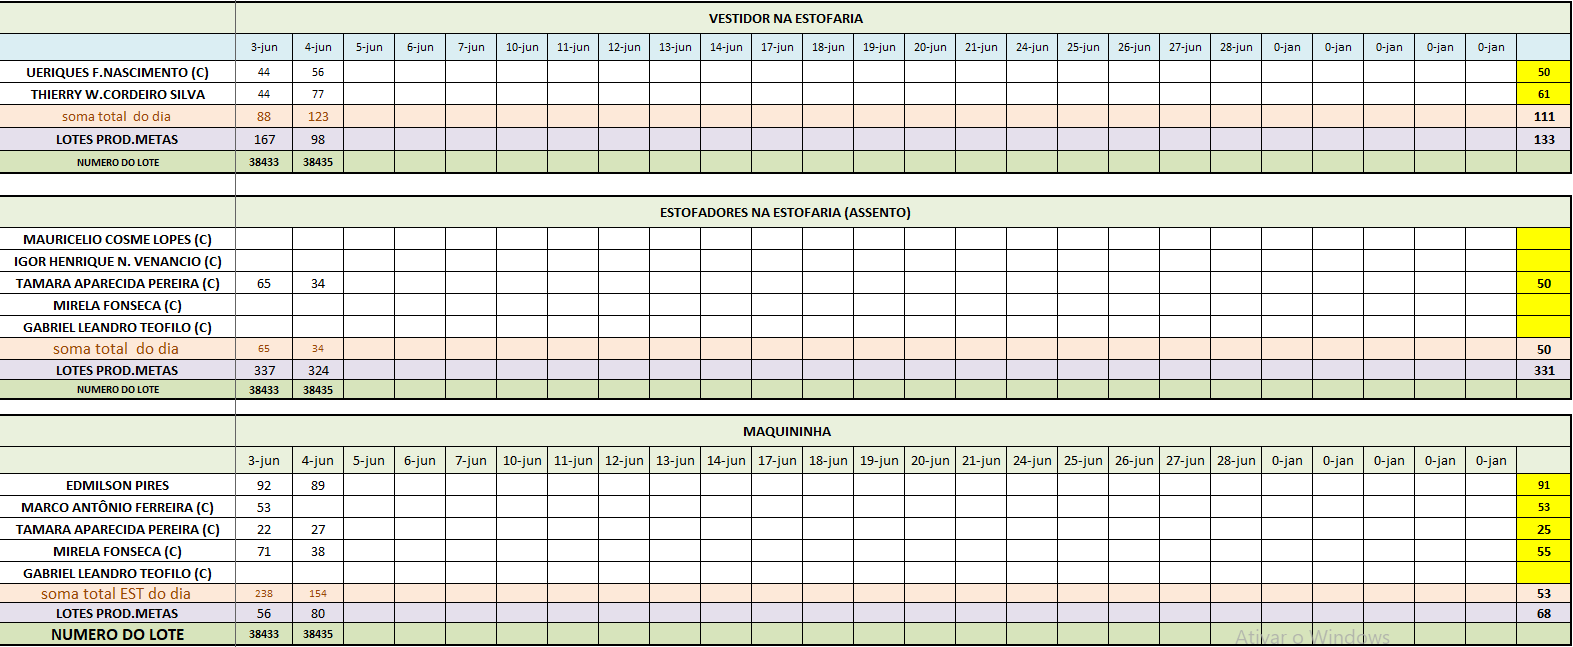 VESTIDOR NA ESTOFARIA
3-jun 4-jun 5-jun 6-jun 7-jun 10-jun 11-jun 12-jun 13-jun 14-jun 17-jun 18-jun 19-jun 20-jun 21-jun 24-jun 25-jun 26-jun 27-jun 28-jun 0-jan 0-jan 0-jan 0-jan 0-jan
UERIQUES F.NASCIMENTO (C) 44 56 50
THIERRY W.CORDEIRO SILVA 44 77 61
soma total do dia 88 123 111
LOTES PROD.METAS 167 98 133
NUMERO DO LOTE 38433 38435
ESTOFADORES NA ESTOFARIA (ASSENTO)
MAURICELIO COSME LOPES (C)
IGOR HENRIQUE N. VENANCIO (C)
TAMARA APARECIDA PEREIRA (C) 65 34 50
MIRELA FONSECA (C)
GABRIEL LEANDRO TEOFILO (C)
soma total do dia 65 34 50
LOTES PROD.METAS 337 324 331
NUMERO DO LOTE 38433 38435
MAQUININHA
3-jun 4-jun 5-jun 6-jun 7-jun 10-jun 11-jun 12-jun 13-jun 14-jun 17-jun 18-jun 19-jun 20-jun 21-jun 24-jun 25-jun 26-jun 27-jun 28-jun 0-jan 0-jan 0-jan 0-jan 0-jan
EDMILSON PIRES 92 89 91
MARCO ANTÔNIO FERREIRA (C) 53 53
TAMARA APARECIDA PEREIRA (C) 22 27 25
MIRELA FONSECA (C) 71 38 55
GABRIEL LEANDRO TEOFILO (C)
soma total EST do dia 238 154 53
LOTES PROD.METAS 56 80 68
NUMERO DO LOTE 38433 38435
Ativar o Windows